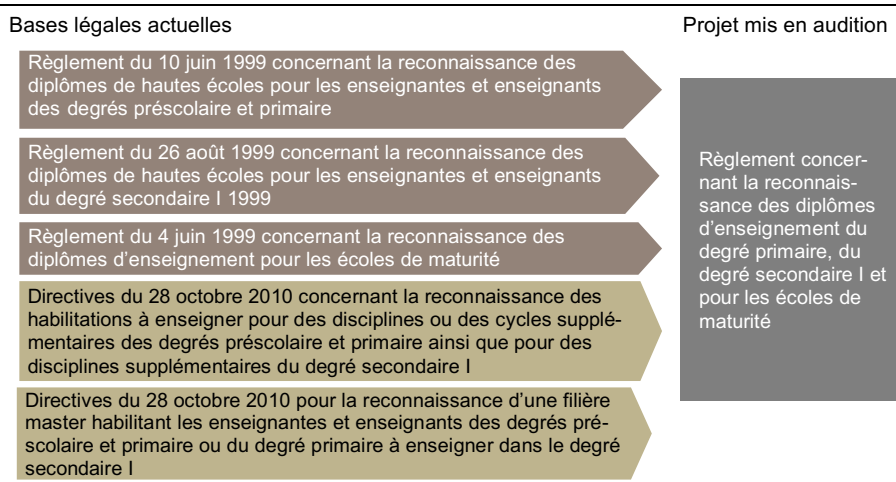 Bases légales actuelles
Projet mis en audition
Règlement du 10 juin 1999 concernant la reconnaissance des
diplômes de hautes écoles pour les enseignantes et enseignants
des degrés préscolaire et primaire
Règlement du 26 août 1999 concernant la reconnaissance des
diplômes de hautes écoles pour les enseignantes et enseignants
du degré secondaire I 1999
Règlement du 4 juin 1999 concernant la reconnaissance des
diplômes d’enseignement pour les écoles de maturité
Directives du 28 octobre 2010 concernant la reconnaissance des
habilitations à enseigner pour des disciplines ou des cycles supplé-
mentaires des degrés préscolaire et primaire ainsi que pour des
disciplines supplémentaires du degré secondaire I
Directives du 28 octobre 2010 pour la reconnaissance d’une filière
master habilitant les enseignantes et enseignants des degrés pré-
scolaire et primaire ou du degré primaire à enseigner dans le degré
secondaire I
Règlement concer-
nant la reconnais-
sance des diplômes
d’enseignement du
degré primaire, du
degré secondaire I et
pour les écoles de
maturité